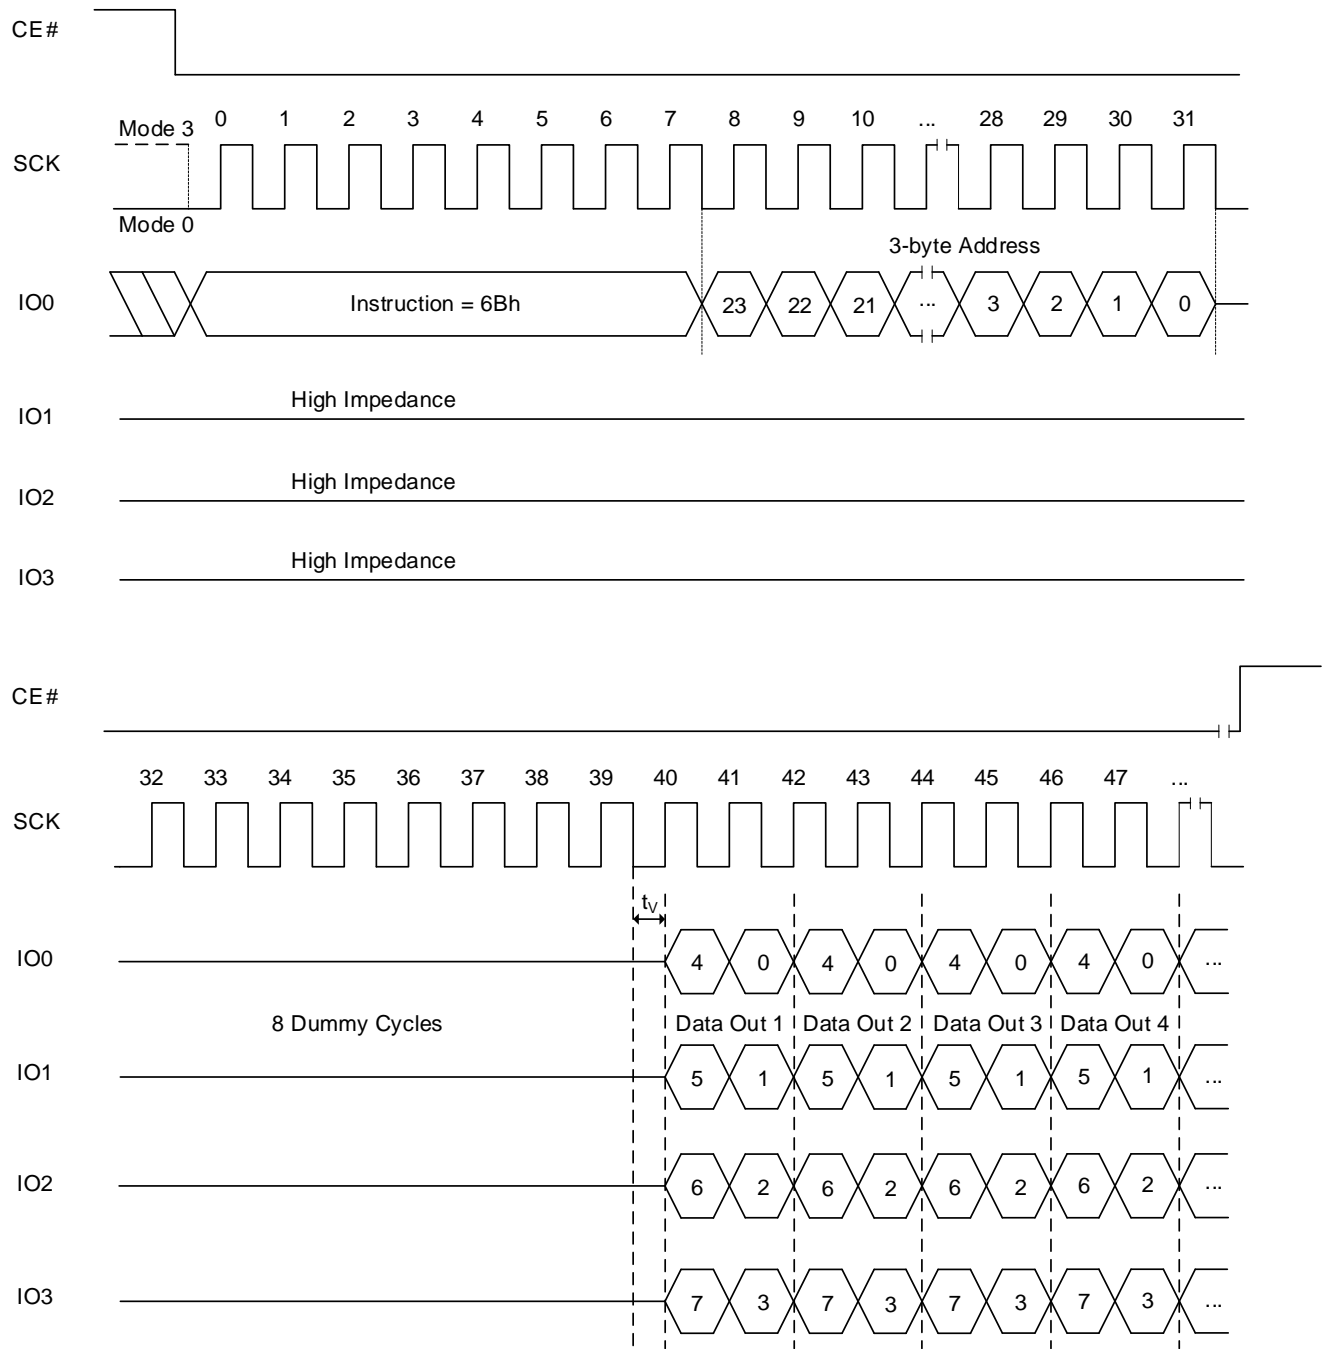 CE#
Mode 3 0 1 2 3 4 5 6 7 8 9 10 ... 28 29 30 31
SCK
Mode 0
3-byte Address
IO0 Instruction = 6Bh 23 22 21 ... 3 2 1 0
High Impedance
IO1
High Impedance
IO2
High Impedance
IO3
CE#
32 33 34 35 36 37 38 39 40 41 42 43 44 45 46 47 ...
SCK
tV
IO0 4 0 4 0 4 0 4 0 ...
8 Dummy Cycles Data Out 1 Data Out 2 Data Out 3 Data Out 4
IO1 5 1 5 1 5 1 5 1 ...
IO2 6 2 6 2 6 2 6 2 ...
IO3 7 3 7 3 7 3 7 3 ...